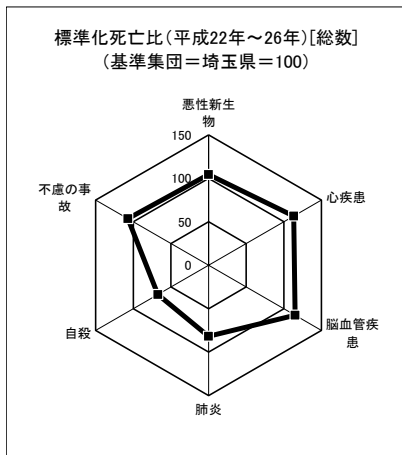 標準化死亡比(平成22年～26年)[総数]
(基準集団＝埼玉県＝100)
悪性新生
物
150
100
50
0
心疾患
脳血管疾
患
肺炎
自殺
不慮の事
故